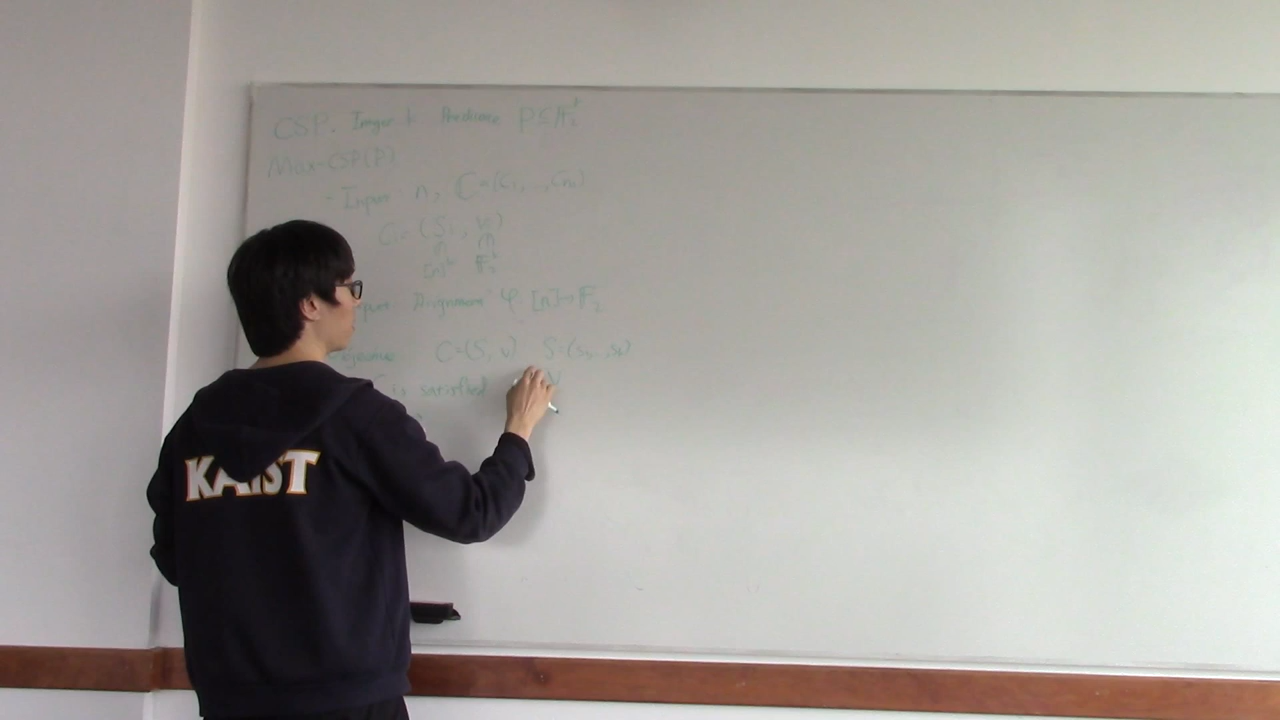 CSP. Integer k Predicate P ⊆ F₂ᵏ
Max-CSP(P)
- Input n, C = (C₁, ..., Cₘ)
Cᵢ = (Sᵢ, vᵢ)
[n]ᵏ F₂ᵏ
Assignment φ: [n] → F₂
C = (S, v) S = (s₁, ..., sₖ)
is satisfied
KAIST